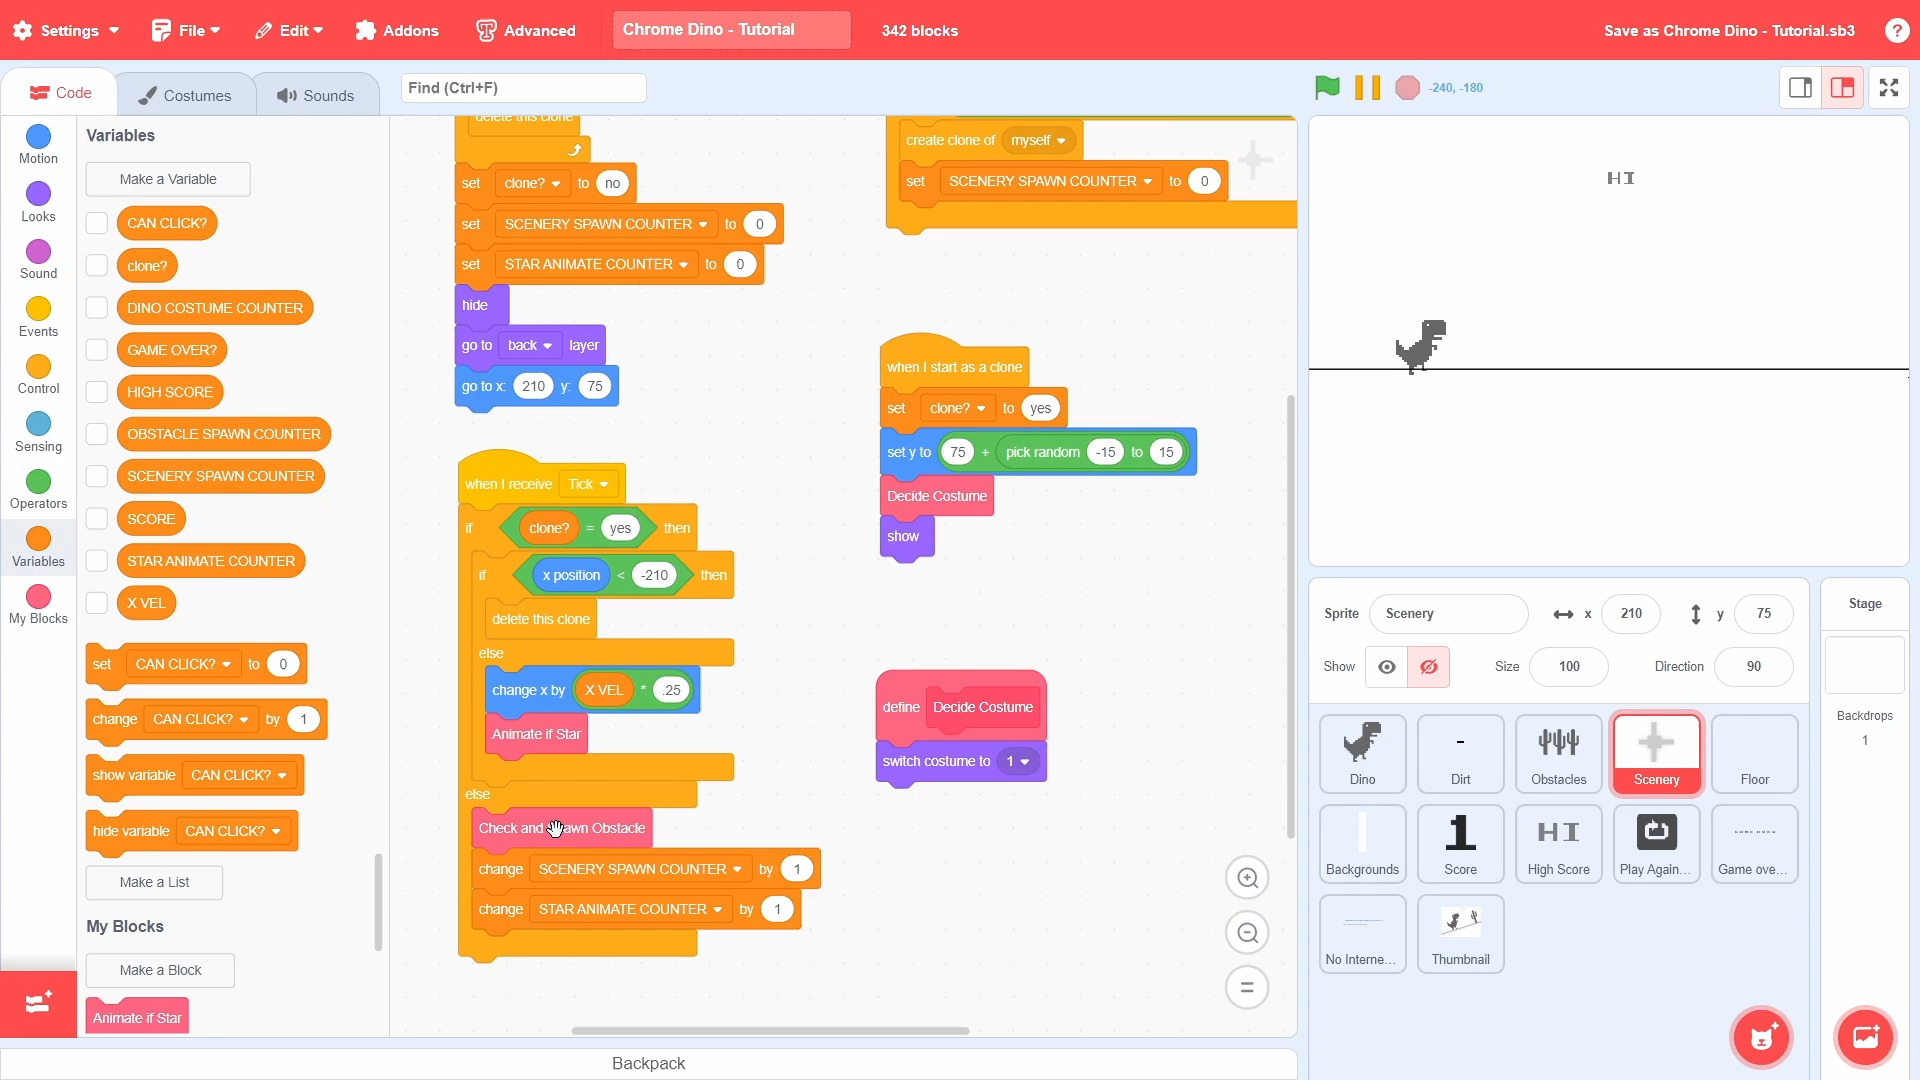 Settings
File
Edit
Addons
Advanced
Chrome Dino - Tutorial
342 blocks
Save as Chrome Dino - Tutorial.sb3
?
Code
Costumes
Sounds
Find (Ctrl+F)
-240, -180
Motion
Looks
Sound
Events
Control
Sensing
Operators
Variables
My Blocks
Variables
Make a Variable
CAN CLICK?
clone?
DINO COSTUME COUNTER
GAME OVER?
HIGH SCORE
OBSTACLE SPAWN COUNTER
SCENERY SPAWN COUNTER
SCORE
STAR ANIMATE COUNTER
X VEL
set CAN CLICK? to 0
change CAN CLICK? by 1
show variable CAN CLICK?
hide variable CAN CLICK?
Make a List
My Blocks
Make a Block
Animate if Star
delete this clone
set clone? to no
set SCENERY SPAWN COUNTER to 0
set STAR ANIMATE COUNTER to 0
hide
go to back layer
go to x: 210 y: 75
when I receive Tick
if clone? = yes then
if x position < -210 then
delete this clone
else
change x by X VEL * .25
Animate if Star
else
Check and
awn Obstacle
change SCENERY SPAWN COUNTER by 1
change STAR ANIMATE COUNTER by 1
create clone of myself
set SCENERY SPAWN COUNTER to 0
when I start as a clone
set clone? to yes
set y to 75 + pick random -15 to 15
Decide Costume
show
define Decide Costume
switch costume to 1
Backpack
HI
Sprite Scenery x 210 y 75
Show Size 100 Direction 90
Dino
Dirt
Obstacles
Scenery
Floor
Backgrounds
1
Score
HI
High Score
Play Again...
Game ove...
No Interne...
Thumbnail
Stage
Backdrops
1